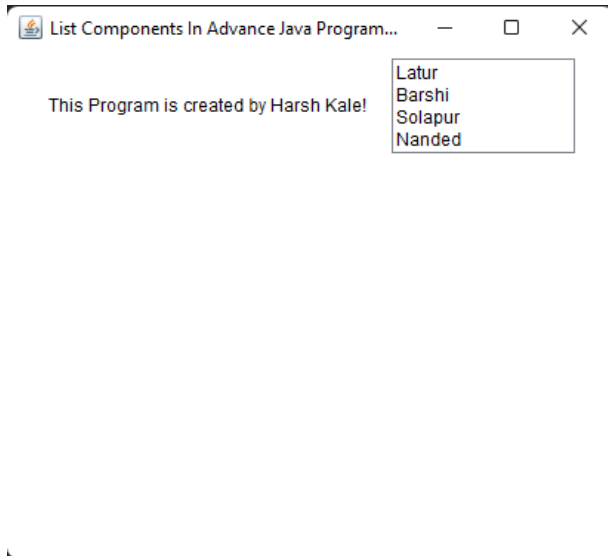 List Components In Advance Java Program...
This Program is created by Harsh Kale!
Latur
Barshi
Solapur
Nanded